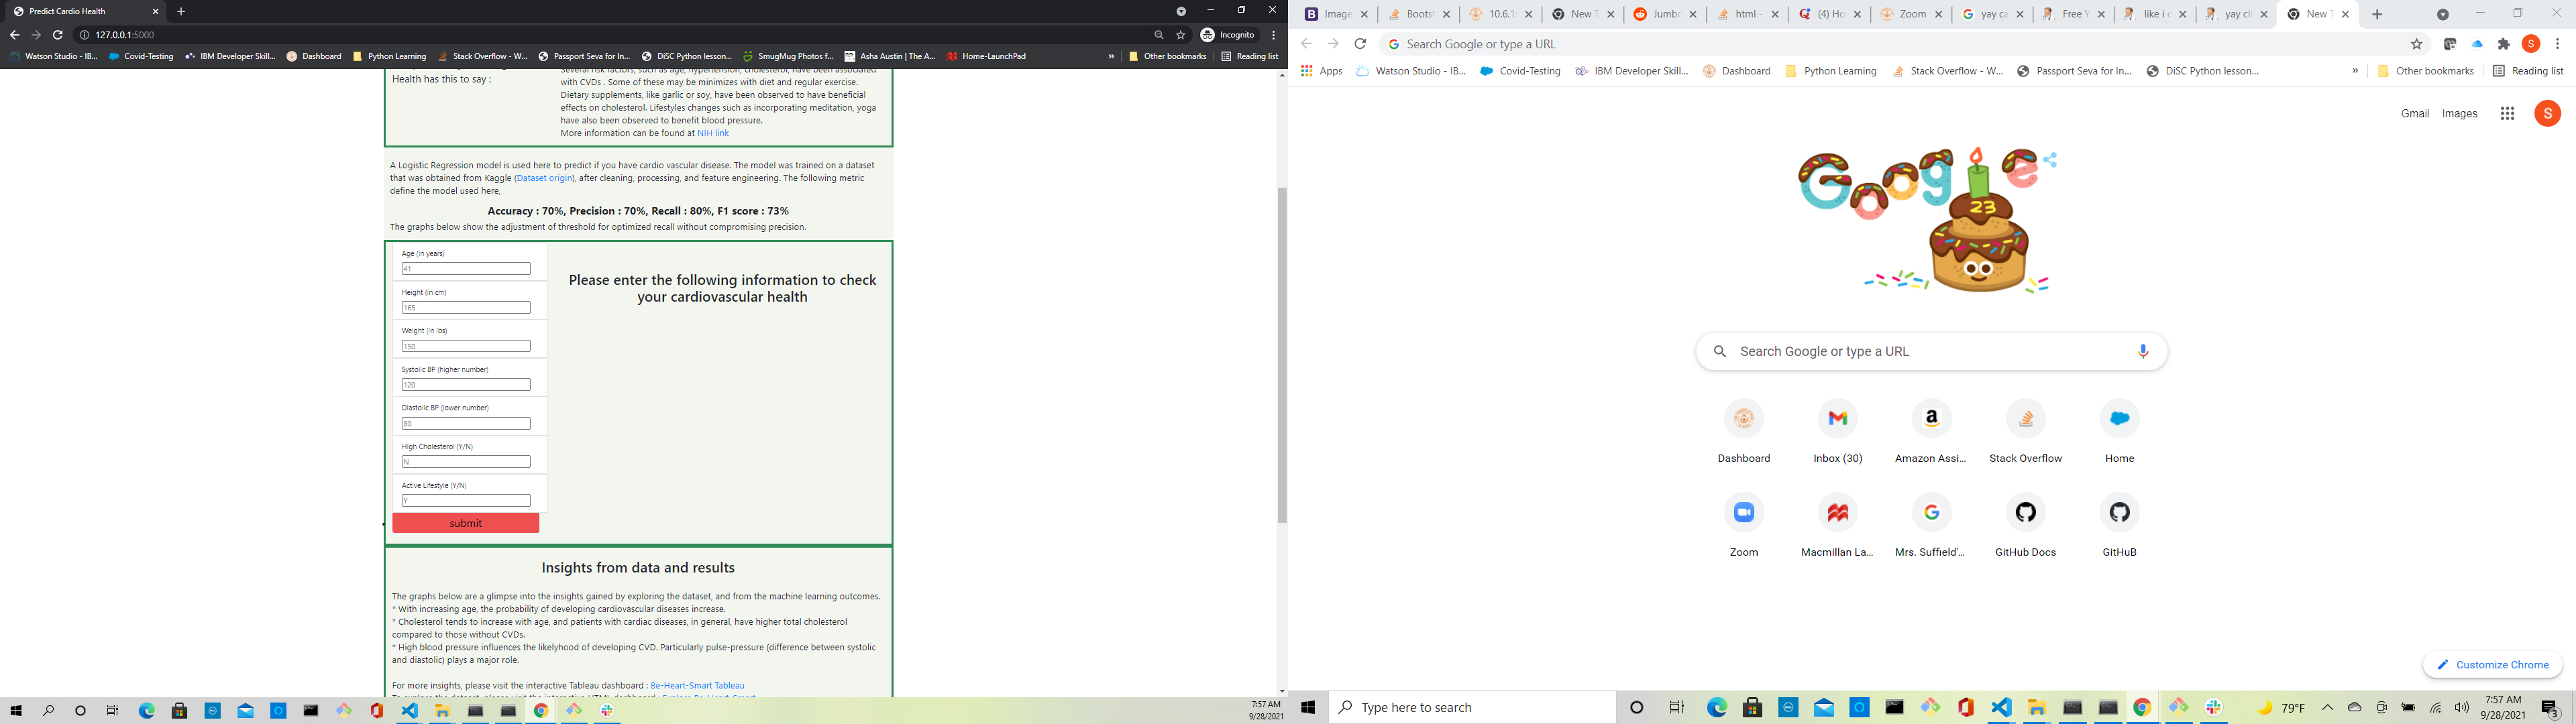 Predict Cardio Health
127.0.0.1:5000
Incognito
Watson Studio - IB...
Covid-Testing
IBM Developer Skill...
Dashboard
Python Learning
Stack Overflow - W...
Passport Seva for In...
DiSC Python lesson...
SmugMug Photos f...
Asha Austin | The A...
Home-LaunchPad
»
Other bookmarks
Reading list
Health has this to say :
Several risk factors, such as age, hypertension, cholesterol, have been associated
with CVDs . Some of these may be minimizes with diet and regular exercise.
Dietary supplements, like garlic or soy, have been observed to have beneficial
effects on cholesterol. Lifestyles changes such as incorporating meditation, yoga
have also been observed to benefit blood pressure.
More information can be found at NIH link
A Logistic Regression model is used here to predict if you have cardio vascular disease. The model was trained on a dataset
that was obtained from Kaggle (Dataset origin), after cleaning, processing, and feature engineering. The following metric
define the model used here,
Accuracy : 70%, Precision : 70%, Recall : 80%, F1 score : 73%
The graphs below show the adjustment of threshold for optimized recall without compromising precision.
Age (in years)
41
Height (in cm)
165
Weight (in lbs)
150
Systolic BP (higher number)
120
Diastolic BP (lower number)
80
High Cholesterol (Y/N)
N
Active Lifestyle (Y/N)
Y
submit
Please enter the following information to check
your cardiovascular health
Insights from data and results
The graphs below are a glimpse into the insights gained by exploring the dataset, and from the machine learning outcomes.
* With increasing age, the probability of developing cardiovascular diseases increase.
* Cholesterol tends to increase with age, and patients with cardiac diseases, in general, have higher total cholesterol
compared to those without CVDs.
* High blood pressure influences the likelyhood of developing CVD. Particularly pulse-pressure (difference between systolic
and diastolic) plays a major role.
For more insights, please visit the interactive Tableau dashboard : Be-Heart-Smart Tableau
7:57 AM
9/28/2021
Image
Bootst
10.6.1:
New T
Jumbo
html -
(4) Ho
Zoom
yay ca
Free Y
like i c
yay cli
New T
Search Google or type a URL
S
Apps
Watson Studio - IB...
Covid-Testing
IBM Developer Skill...
Dashboard
Python Learning
Stack Overflow - W...
Passport Seva for In...
DiSC Python lesson...
»
Other bookmarks
Reading list
Gmail
Images
S
Google
23
Search Google or type a URL
Dashboard
Inbox (30)
Amazon Assi...
Stack Overflow
Home
Zoom
Macmillan La...
Mrs. Suffield'...
GitHub Docs
GitHuB
Customize Chrome
Type here to search
79°F
7:57 AM
9/28/2021
3